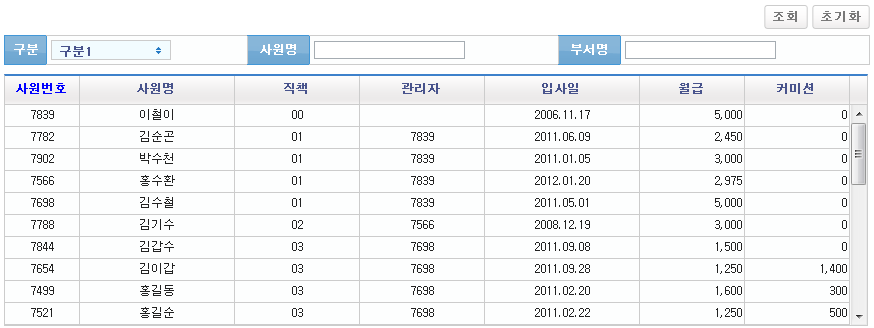 조회 초기화
구분 구분1 사원명 부서명
사원번호 사원명 직책 관리자 입사일 월급 커미션
7839 이철이 00 2006.11.17 5,000 0
7782 김순곤 01 7839 2011.06.09 2,450 0
7902 박수천 01 7839 2011.01.05 3,000 0
7566 홍수환 01 7839 2012.01.20 2,975 0
7698 김수철 01 7839 2011.05.01 5,000 0
7788 김기수 02 7566 2008.12.19 3,000 0
7844 김갑수 03 7698 2011.09.08 1,500 0
7654 김이갑 03 7698 2011.09.28 1,250 1,400
7499 홍길동 03 7698 2011.02.20 1,600 300
7521 홍길순 03 7698 2011.02.22 1,250 500